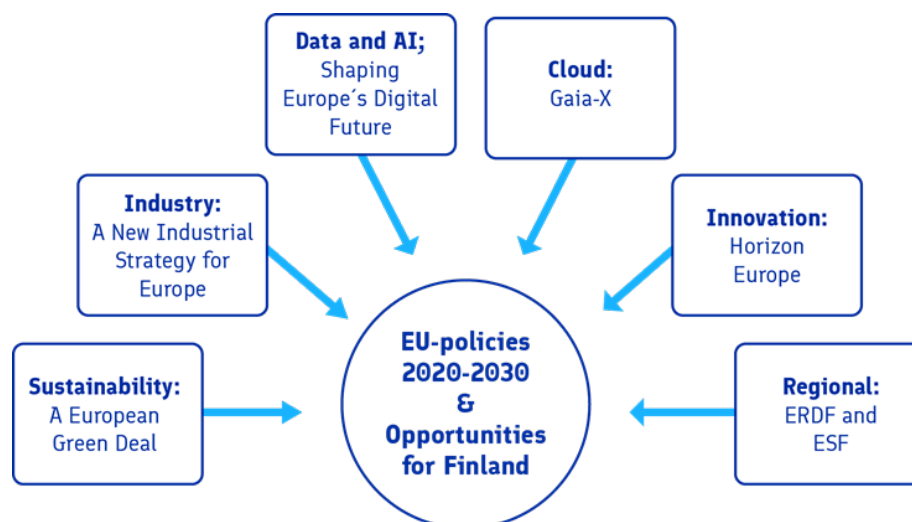 Data and AI;
Shaping
Europe´s Digital
Future
Cloud:
Gaia-X
Industry:
A New Industrial
Strategy for
Europe
Innovation:
Horizon
Europe
Sustainability:
A European
Green Deal
EU-policies
2020-2030
&
Opportunities
for Finland
Regional:
ERDF and
ESF